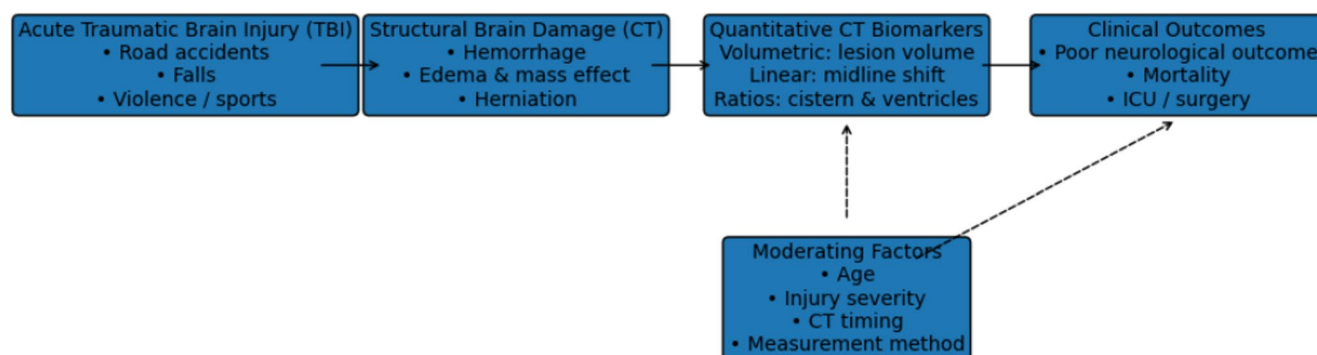 Acute Traumatic Brain Injury (TBI)
• Road accidents
• Falls
• Violence / sports
Structural Brain Damage (CT)
• Hemorrhage
• Edema & mass effect
• Herniation
Quantitative CT Biomarkers
Volumetric: lesion volume
Linear: midline shift
Ratios: cistern & ventricles
Clinical Outcomes
• Poor neurological outcome
• Mortality
• ICU / surgery
Moderating Factors
• Age
• Injury severity
• CT timing
• Measurement method